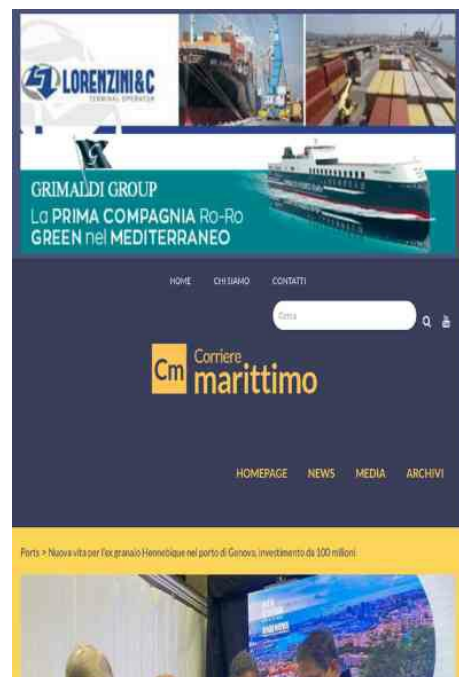 LORENZINI&C
TERMINAL OPERATOR
GRIMALDI GROUP
La PRIMA COMPAGNIA Ro-Ro
GREEN nel MEDITERRANEO
HOME CHI SIAMO CONTATTI
Cerca
Cm Corriere
marittimo
HOMEPAGE NEWS MEDIA ARCHIVI
Ports > Nuova vita per l'ex granaio Hennebique nel porto di Genova, investimento da 100 milioni